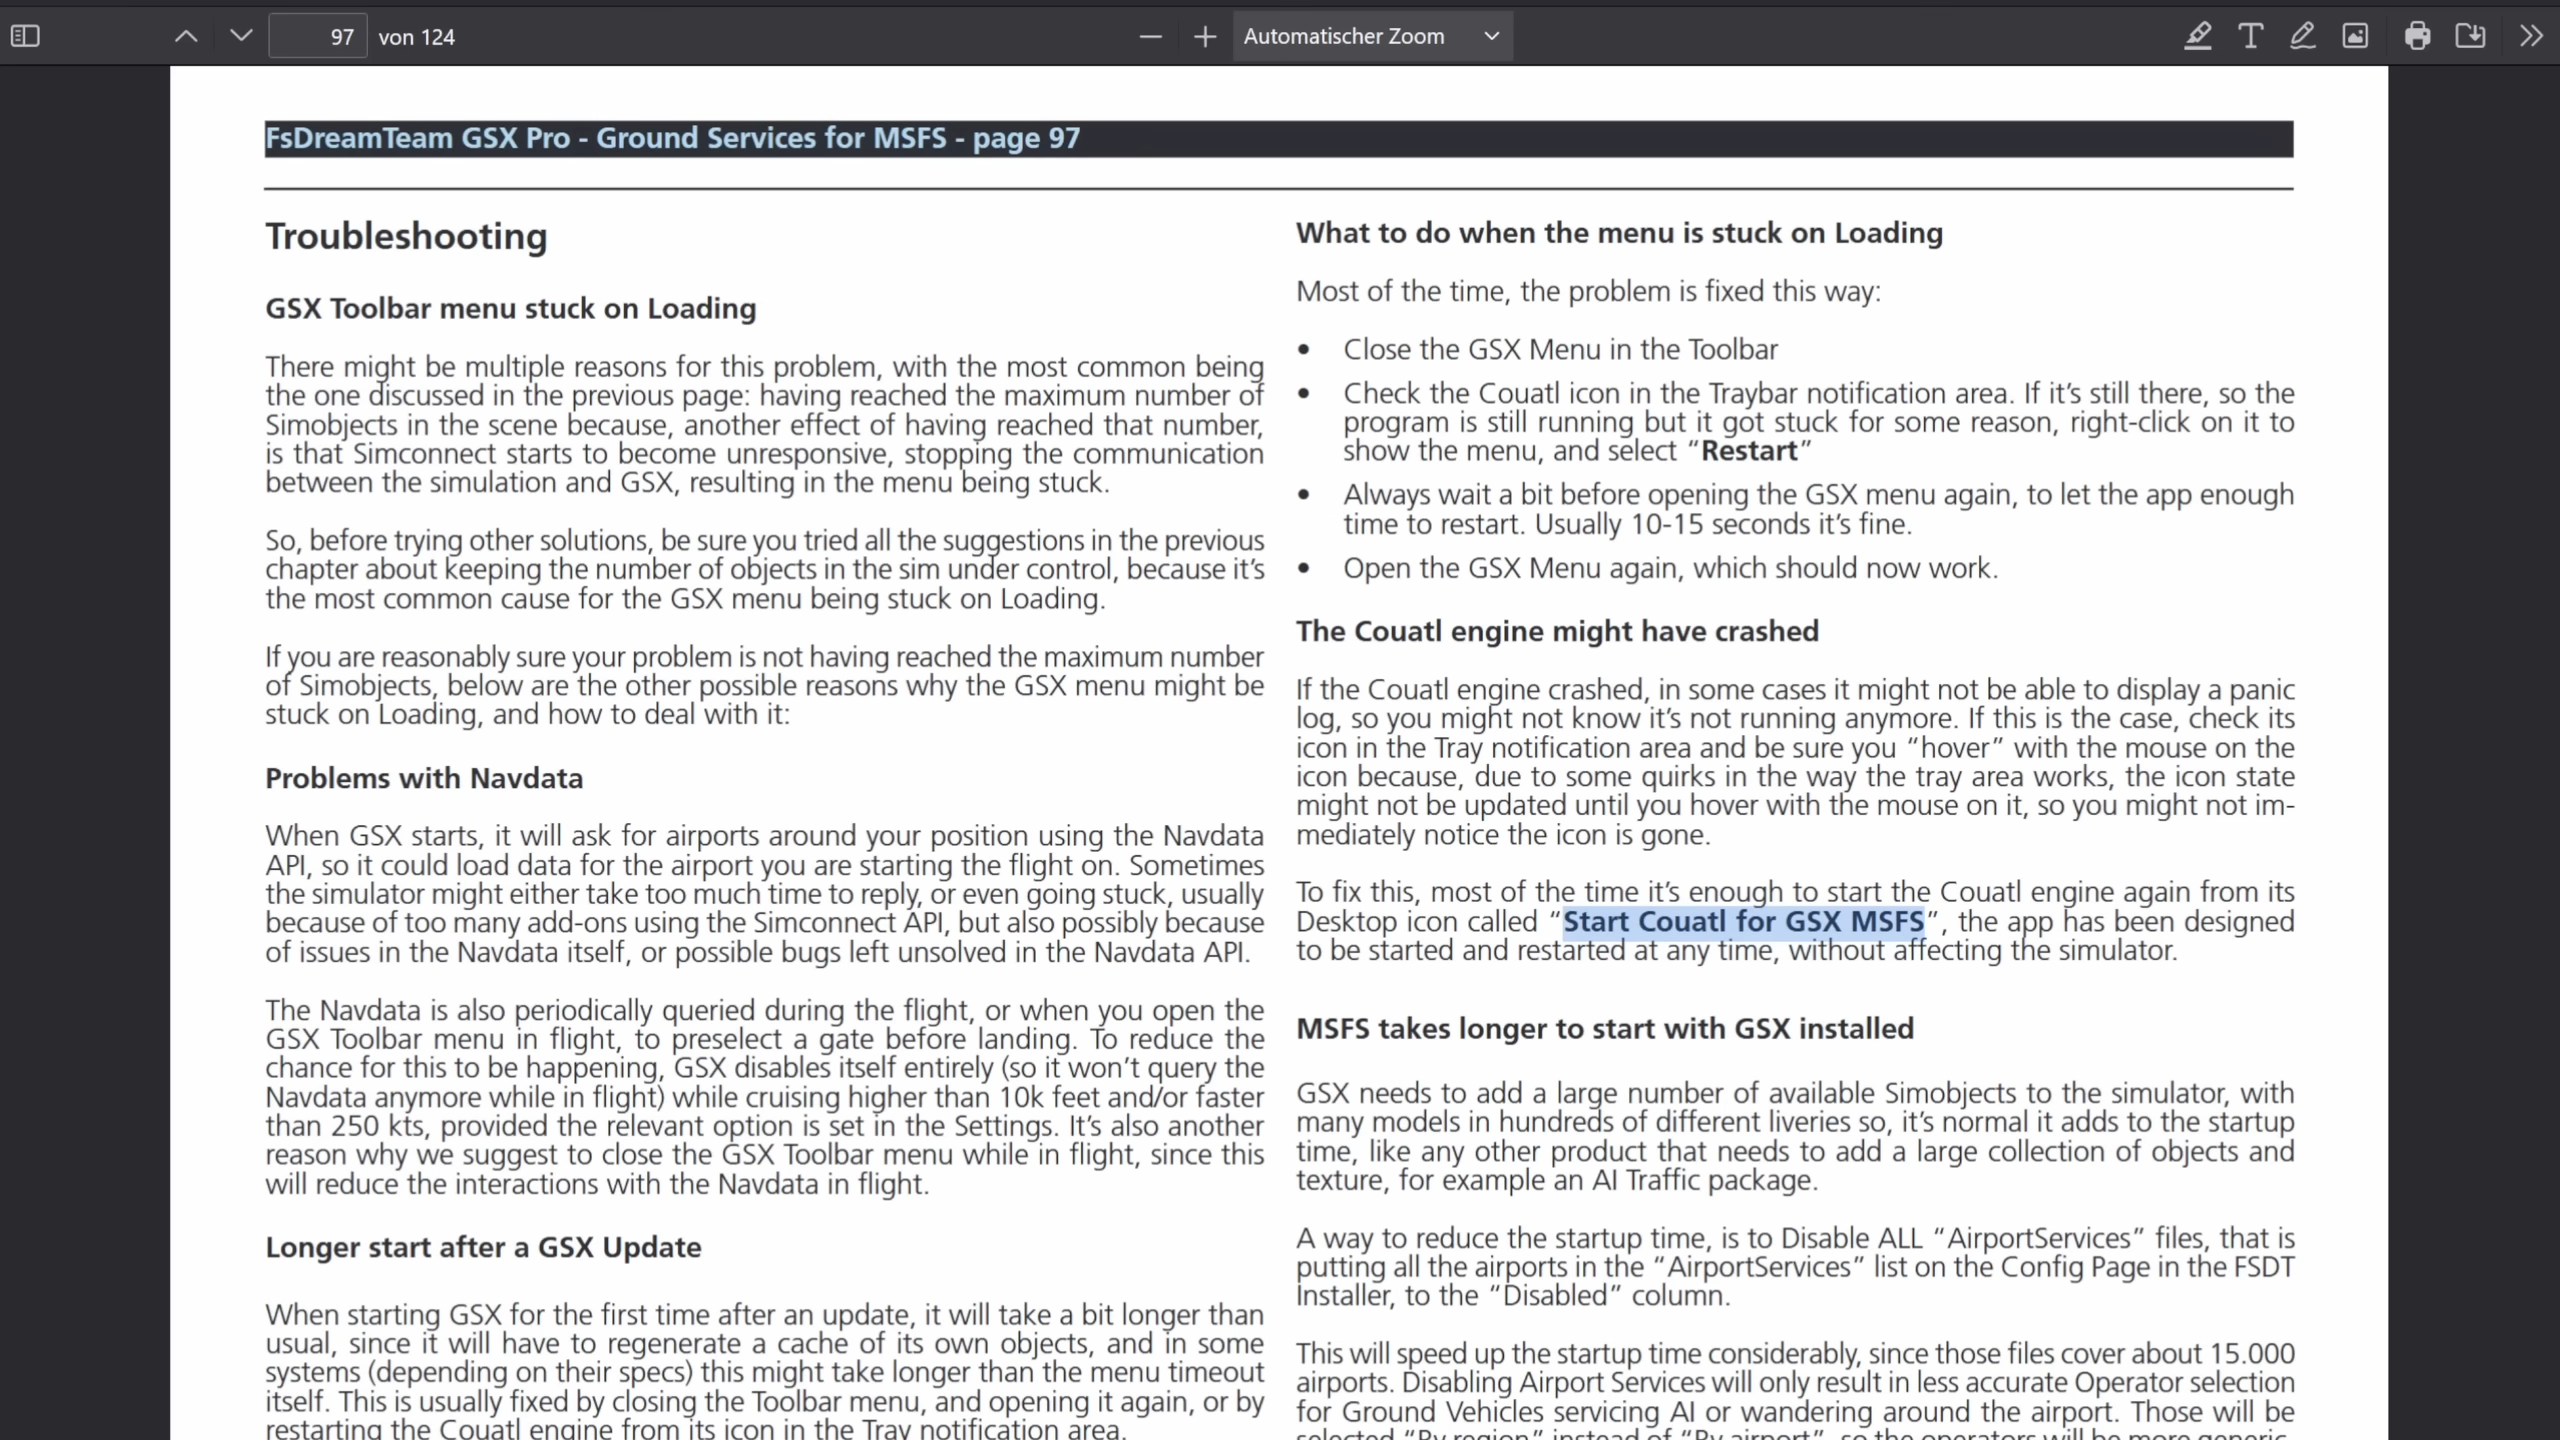 97 von 124
Automatischer Zoom
FsDreamTeam GSX Pro - Ground Services for MSFS - page 97
Troubleshooting
GSX Toolbar menu stuck on Loading
There might be multiple reasons for this problem, with the most common being
the one discussed in the previous page: having reached the maximum number of
Simobjects in the scene because, another effect of having reached that number,
is that Simconnect starts to become unresponsive, stopping the communication
between the simulation and GSX, resulting in the menu being stuck.
So, before trying other solutions, be sure you tried all the suggestions in the previous
chapter about keeping the number of objects in the sim under control, because it’s
the most common cause for the GSX menu being stuck on Loading.
If you are reasonably sure your problem is not having reached the maximum number
of Simobjects, below are the other possible reasons why the GSX menu might be
stuck on Loading, and how to deal with it:
Problems with Navdata
When GSX starts, it will ask for airports around your position using the Navdata
API, so it could load data for the airport you are starting the flight on. Sometimes
the simulator might either take too much time to reply, or even going stuck, usually
because of too many add-ons using the Simconnect API, but also possibly because
of issues in the Navdata itself, or possible bugs left unsolved in the Navdata API.
The Navdata is also periodically queried during the flight, or when you open the
GSX Toolbar menu in flight, to preselect a gate before landing. To reduce the
chance for this to be happening, GSX disables itself entirely (so it won’t query the
Navdata anymore while in flight) while cruising higher than 10k feet and/or faster
than 250 kts, provided the relevant option is set in the Settings. It’s also another
reason why we suggest to close the GSX Toolbar menu while in flight, since this
will reduce the interactions with the Navdata in flight.
Longer start after a GSX Update
When starting GSX for the first time after an update, it will take a bit longer than
usual, since it will have to regenerate a cache of its own objects, and in some
systems (depending on their specs) this might take longer than the menu timeout
itself. This is usually fixed by closing the Toolbar menu, and opening it again, or by
restarting the Couatl engine from its icon in the Tray notification area.
What to do when the menu is stuck on Loading
Most of the time, the problem is fixed this way:
• Close the GSX Menu in the Toolbar
• Check the Couatl icon in the Traybar notification area. If it’s still there, so the
program is still running but it got stuck for some reason, right-click on it to
show the menu, and select “Restart”
• Always wait a bit before opening the GSX menu again, to let the app enough
time to restart. Usually 10-15 seconds it’s fine.
• Open the GSX Menu again, which should now work.
The Couatl engine might have crashed
If the Couatl engine crashed, in some cases it might not be able to display a panic
log, so you might not know it’s not running anymore. If this is the case, check its
icon in the Tray notification area and be sure you “hover” with the mouse on the
icon because, due to some quirks in the way the tray area works, the icon state
might not be updated until you hover with the mouse on it, so you might not im-
mediately notice the icon is gone.
To fix this, most of the time it’s enough to start the Couatl engine again from its
Desktop icon called “Start Couatl for GSX MSFS”, the app has been designed
to be started and restarted at any time, without affecting the simulator.
MSFS takes longer to start with GSX installed
GSX needs to add a large number of available Simobjects to the simulator, with
many models in hundreds of different liveries so, it’s normal it adds to the startup
time, like any other product that needs to add a large collection of objects and
texture, for example an AI Traffic package.
A way to reduce the startup time, is to Disable ALL “AirportServices” files, that is
putting all the airports in the “AirportServices” list on the Config Page in the FSDT
Installer, to the “Disabled” column.
This will speed up the startup time considerably, since those files cover about 15.000
airports. Disabling Airport Services will only result in less accurate Operator selection
for Ground Vehicles servicing AI or wandering around the airport. Those will be
selected “By region” instead of “By airport”, so the operators will be more generic.